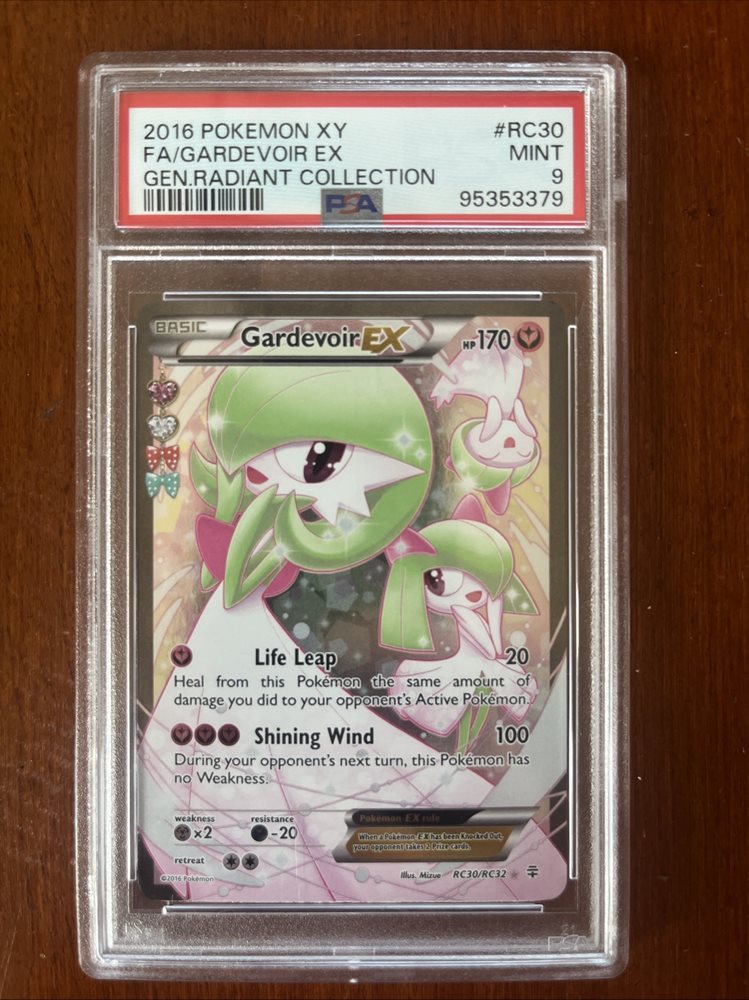 2016 POKEMON XY #RC30
FA/GARDEVOIR EX MINT
GEN.RADIANT COLLECTION 9
PSA 95353379
BASIC Gardevoir EX HP170
Life Leap 20
Heal from this Pokémon the same amount of
damage you did to your opponent's Active Pokémon.
Shining Wind 100
During your opponent's next turn, this Pokémon has
no Weakness.
weakness resistance
×2 -20
retreat
Pokémon-EX rule
When a Pokémon-EX has been Knocked Out,
your opponent takes 2 Prize cards.
©2016 Pokémon Illus. Mizue RC30/RC32
PSA